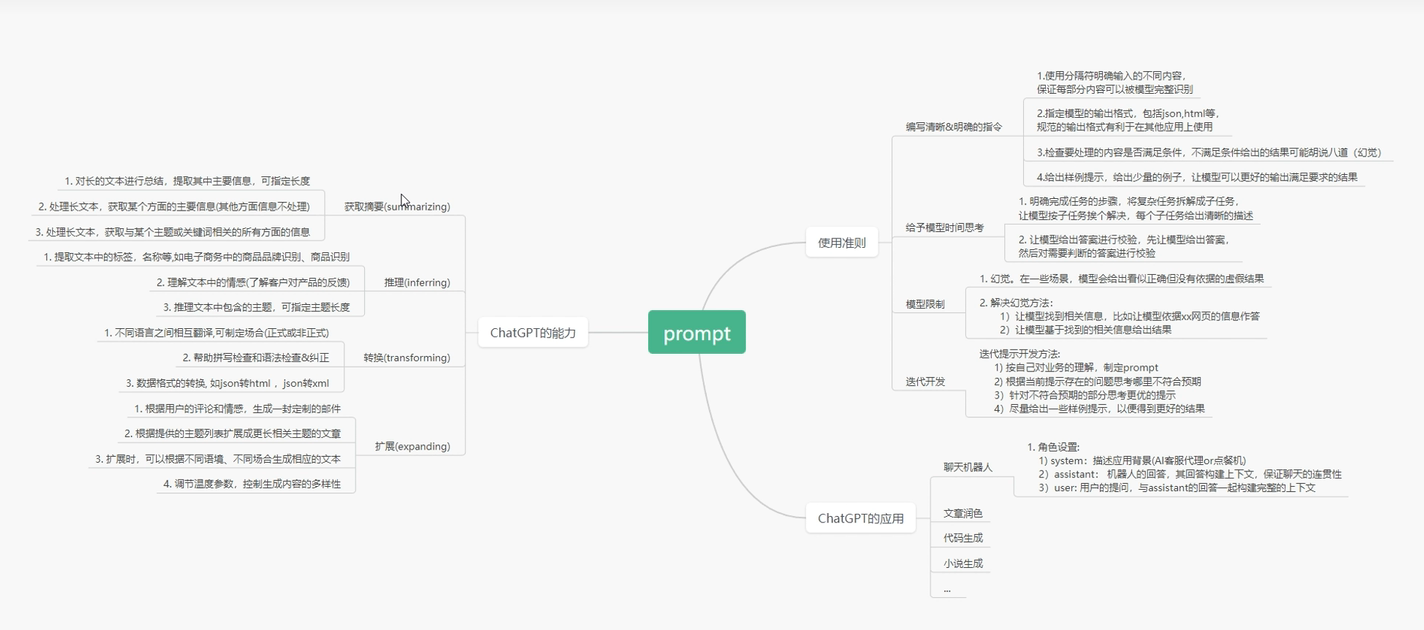 prompt
使用准则
编写清晰&明确的指令
1.使用分隔符明确输入的不同内容，
保证每部分内容可以被模型完整识别
2.指定模型的输出格式，包括json,html等，
规范的输出格式有利于在其他应用上使用
3.检查要处理的内容是否满足条件，不满足条件给出的结果可能胡说八道（幻觉）
4.给出样例提示，给出少量的例子，让模型可以更好的输出满足要求的结果
给予模型时间思考
1. 明确完成任务的步骤，将复杂任务拆解成子任务，
让模型按子任务挨个解决，每个子任务给出清晰的描述
2. 让模型给出答案进行校验，先让模型给出答案，
然后对需要判断的答案进行校验
模型限制
1. 幻觉。在一些场景，模型会给出看似正确但没有依据的虚假结果
2. 解决幻觉方法：
1）让模型找到相关信息，比如让模型依据xx网页的信息作答
2）让模型基于找到的相关信息给出结果
迭代开发
迭代提示开发方法:
1) 按自己对业务的理解，制定prompt
2) 根据当前提示存在的问题思考哪里不符合预期
3）针对不符合预期的部分思考更优的提示
4）尽量给出一些样例提示，以便得到更好的结果
ChatGPT的应用
聊天机器人
1. 角色设置:
1) system：描述应用背景(AI客服代理or点餐机)
2）assistant： 机器人的回答，其回答构建上下文，保证聊天的连贯性
3）user: 用户的提问，与assistant的回答一起构建完整的上下文
文章润色
代码生成
小说生成
...
ChatGPT的能力
获取摘要(summarizing)
1. 对长的文本进行总结，提取其中主要信息，可指定长度
2. 处理长文本，获取某个方面的主要信息(其他方面信息不处理)
3. 处理长文本，获取与某个主题或关键词相关的所有方面的信息
推理(inferring)
1. 提取文本中的标签，名称等,如电子商务中的商品品牌识别、商品识别
2. 理解文本中的情感(了解客户对产品的反馈)
3. 推理文本中包含的主题，可指定主题长度
转换(transforming)
1. 不同语言之间相互翻译,可制定场合(正式或非正式)
2. 帮助拼写检查和语法检查&纠正
3. 数据格式的转换, 如json转html ，json转xml
扩展(expanding)
1. 根据用户的评论和情感，生成一封定制的邮件
2. 根据提供的主题列表扩展成更长相关主题的文章
3. 扩展时，可以根据不同语境、不同场合生成相应的文本
4. 调节温度参数，控制生成内容的多样性